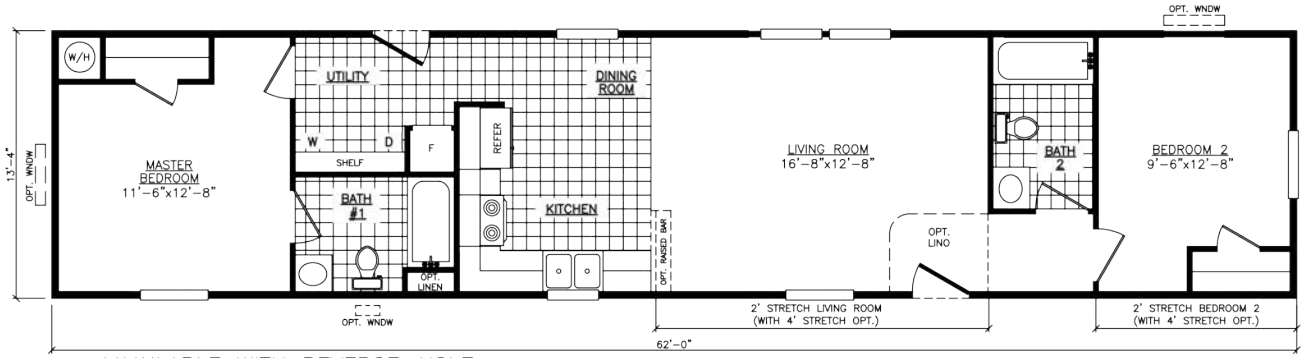 OPT. WNDW
W/H
UTILITY
DINING
ROOM
REFER
W
D
F
SHELF
MASTER
BEDROOM
11'-6"x12'-8"
LIVING ROOM
16'-8"x12'-8"
BATH
2
BEDROOM 2
9'-6"x12'-8"
13'-4"
OPT. WNDW
BATH
#1
KITCHEN
OPT. RAISED BAR
OPT.
LINO
OPT.
LINEN
OPT. WNDW
2' STRETCH LIVING ROOM
(WITH 4' STRETCH OPT.)
2' STRETCH BEDROOM 2
(WITH 4' STRETCH OPT.)
62'-0"